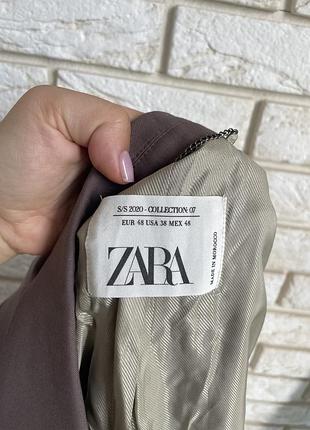 S/S 2020 - COLLECTION: 07
EUR 48 USA 38 MEX 48
ZARA
MADE IN MOROCCO